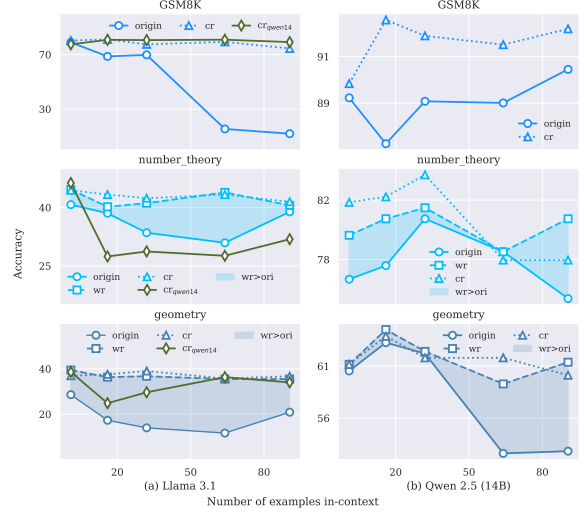 GSM8K
origin cr cr_qwen14
70
30
GSM8K
91
89
origin
cr
number_theory
40
25
origin cr wr>ori
wr cr_qwen14
number_theory
82
78
origin
wr
cr
wr>ori
Accuracy
geometry
origin cr wr>ori
wr cr_qwen14
40
20
20 50 80
(a) Llama 3.1
geometry
origin cr
wr wr>ori
61
56
20 50 80
(b) Qwen 2.5 (14B)
Number of examples in-context